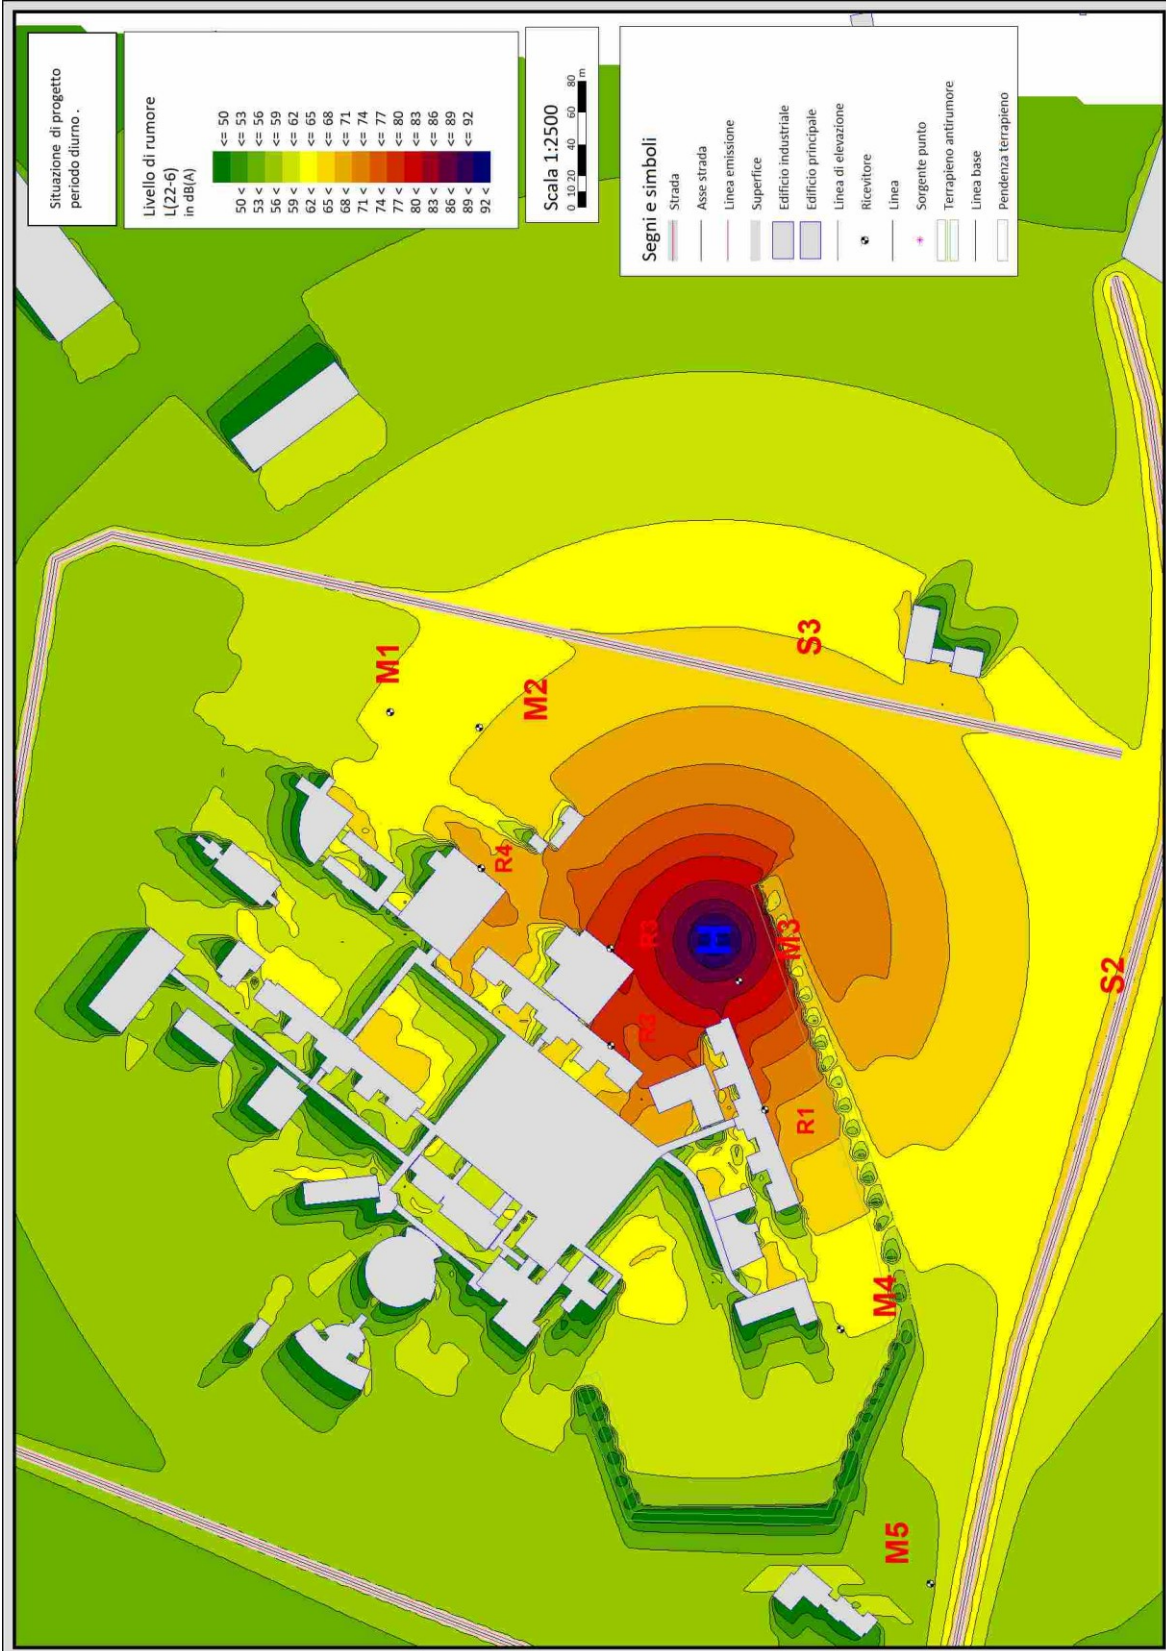 Situazione di progetto
periodo diurno .
Livello di rumore
L(22-6)
in dB(A)
<= 50
50 < <= 53
53 < <= 56
56 < <= 59
59 < <= 62
62 < <= 65
65 < <= 68
68 < <= 71
71 < <= 74
74 < <= 77
77 < <= 80
80 < <= 83
83 < <= 86
86 < <= 89
89 < <= 92
92 <
Scala 1:2500
0 10 20 40 60 80
m
Segni e simboli
Strada
Asse strada
Linea emissione
Superfice
Edificio industriale
Edificio principale
Linea di elevazione
Ricevitore
Linea
Sorgente punto
Terrapieno antirumore
Linea base
Pendenza terrapieno
M1
M2
S3
R4
R3
H
M3
R2
R1
S2
M4
M5